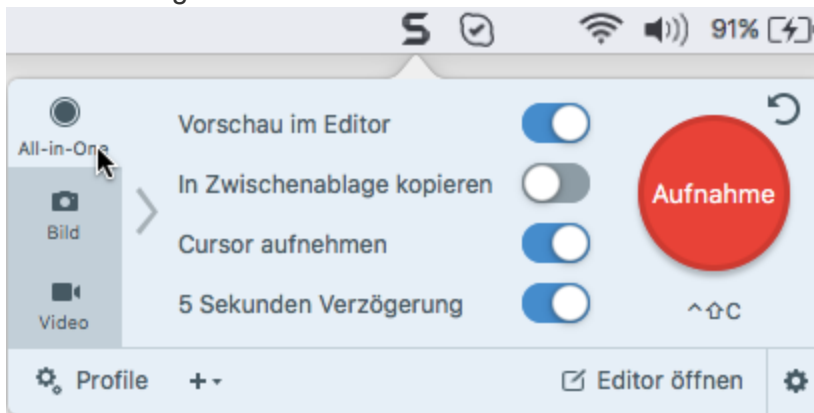 91%
All-in-One
Bild
Video
Vorschau im Editor
In Zwischenablage kopieren
Cursor aufnehmen
5 Sekunden Verzögerung
Aufnahme
^⇧C
Profile
Editor öffnen